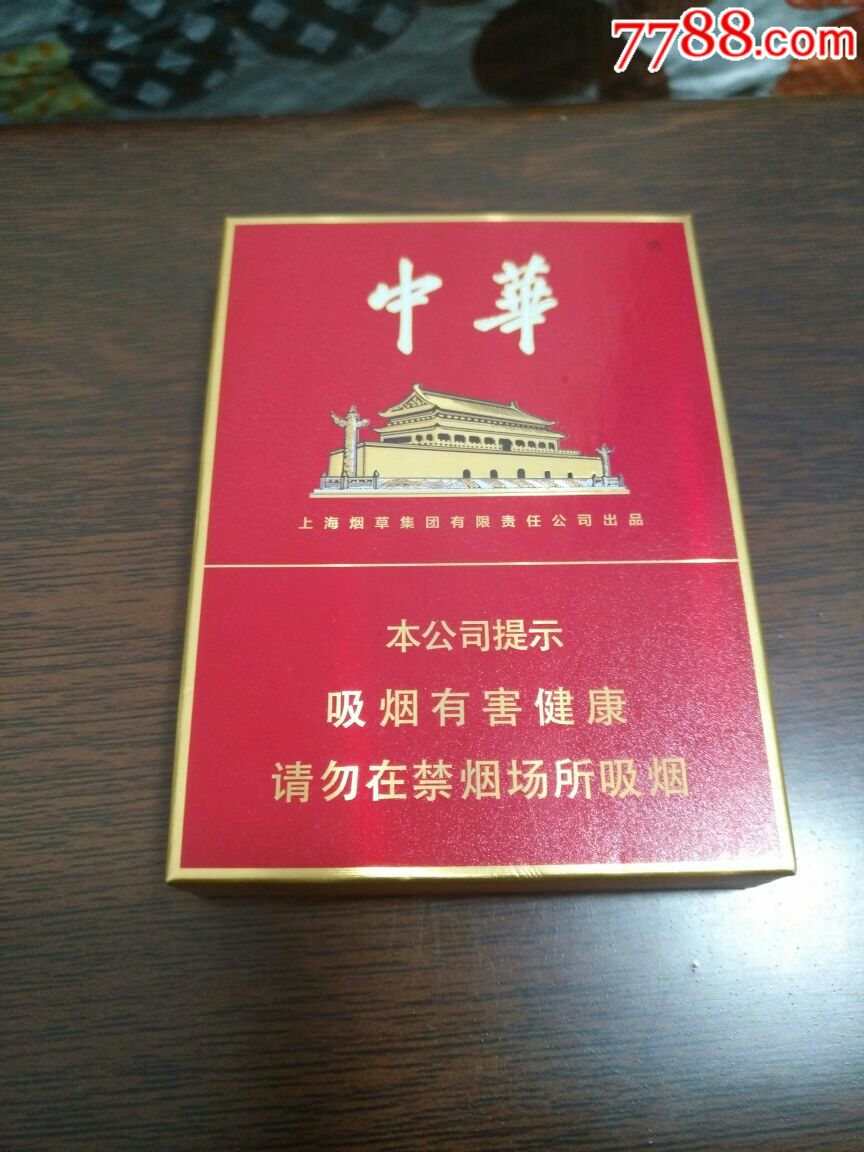 7788.com
中華
上海烟草集团有限责任公司出品
本公司提示
吸烟有害健康
请勿在禁烟场所吸烟